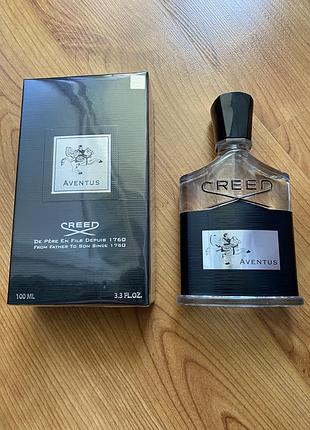 AVENTUS
CREED
DE PÈRE EN FILS DEPUIS 1760
FROM FATHER TO SON SINCE 1760
100 ML 3.3 FL.OZ.
CREED
AVENTUS